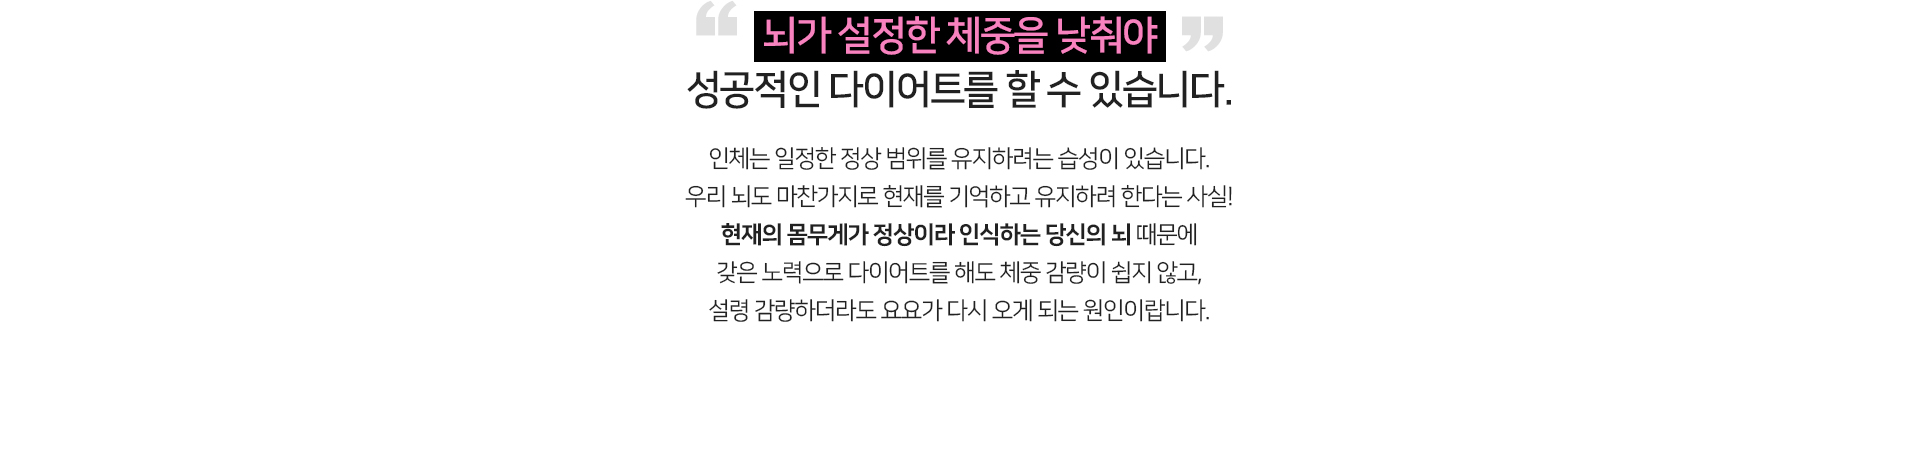 “ 뇌가 설정한 체중을 낮춰야 ”
성공적인 다이어트를 할 수 있습니다.
인체는 일정한 정상 범위를 유지하려는 습성이 있습니다.
우리 뇌도 마찬가지로 현재를 기억하고 유지하려 한다는 사실!
현재의 몸무게가 정상이라 인식하는 당신의 뇌 때문에
갖은 노력으로 다이어트를 해도 체중 감량이 쉽지 않고,
설령 감량하더라도 요요가 다시 오게 되는 원인이랍니다.